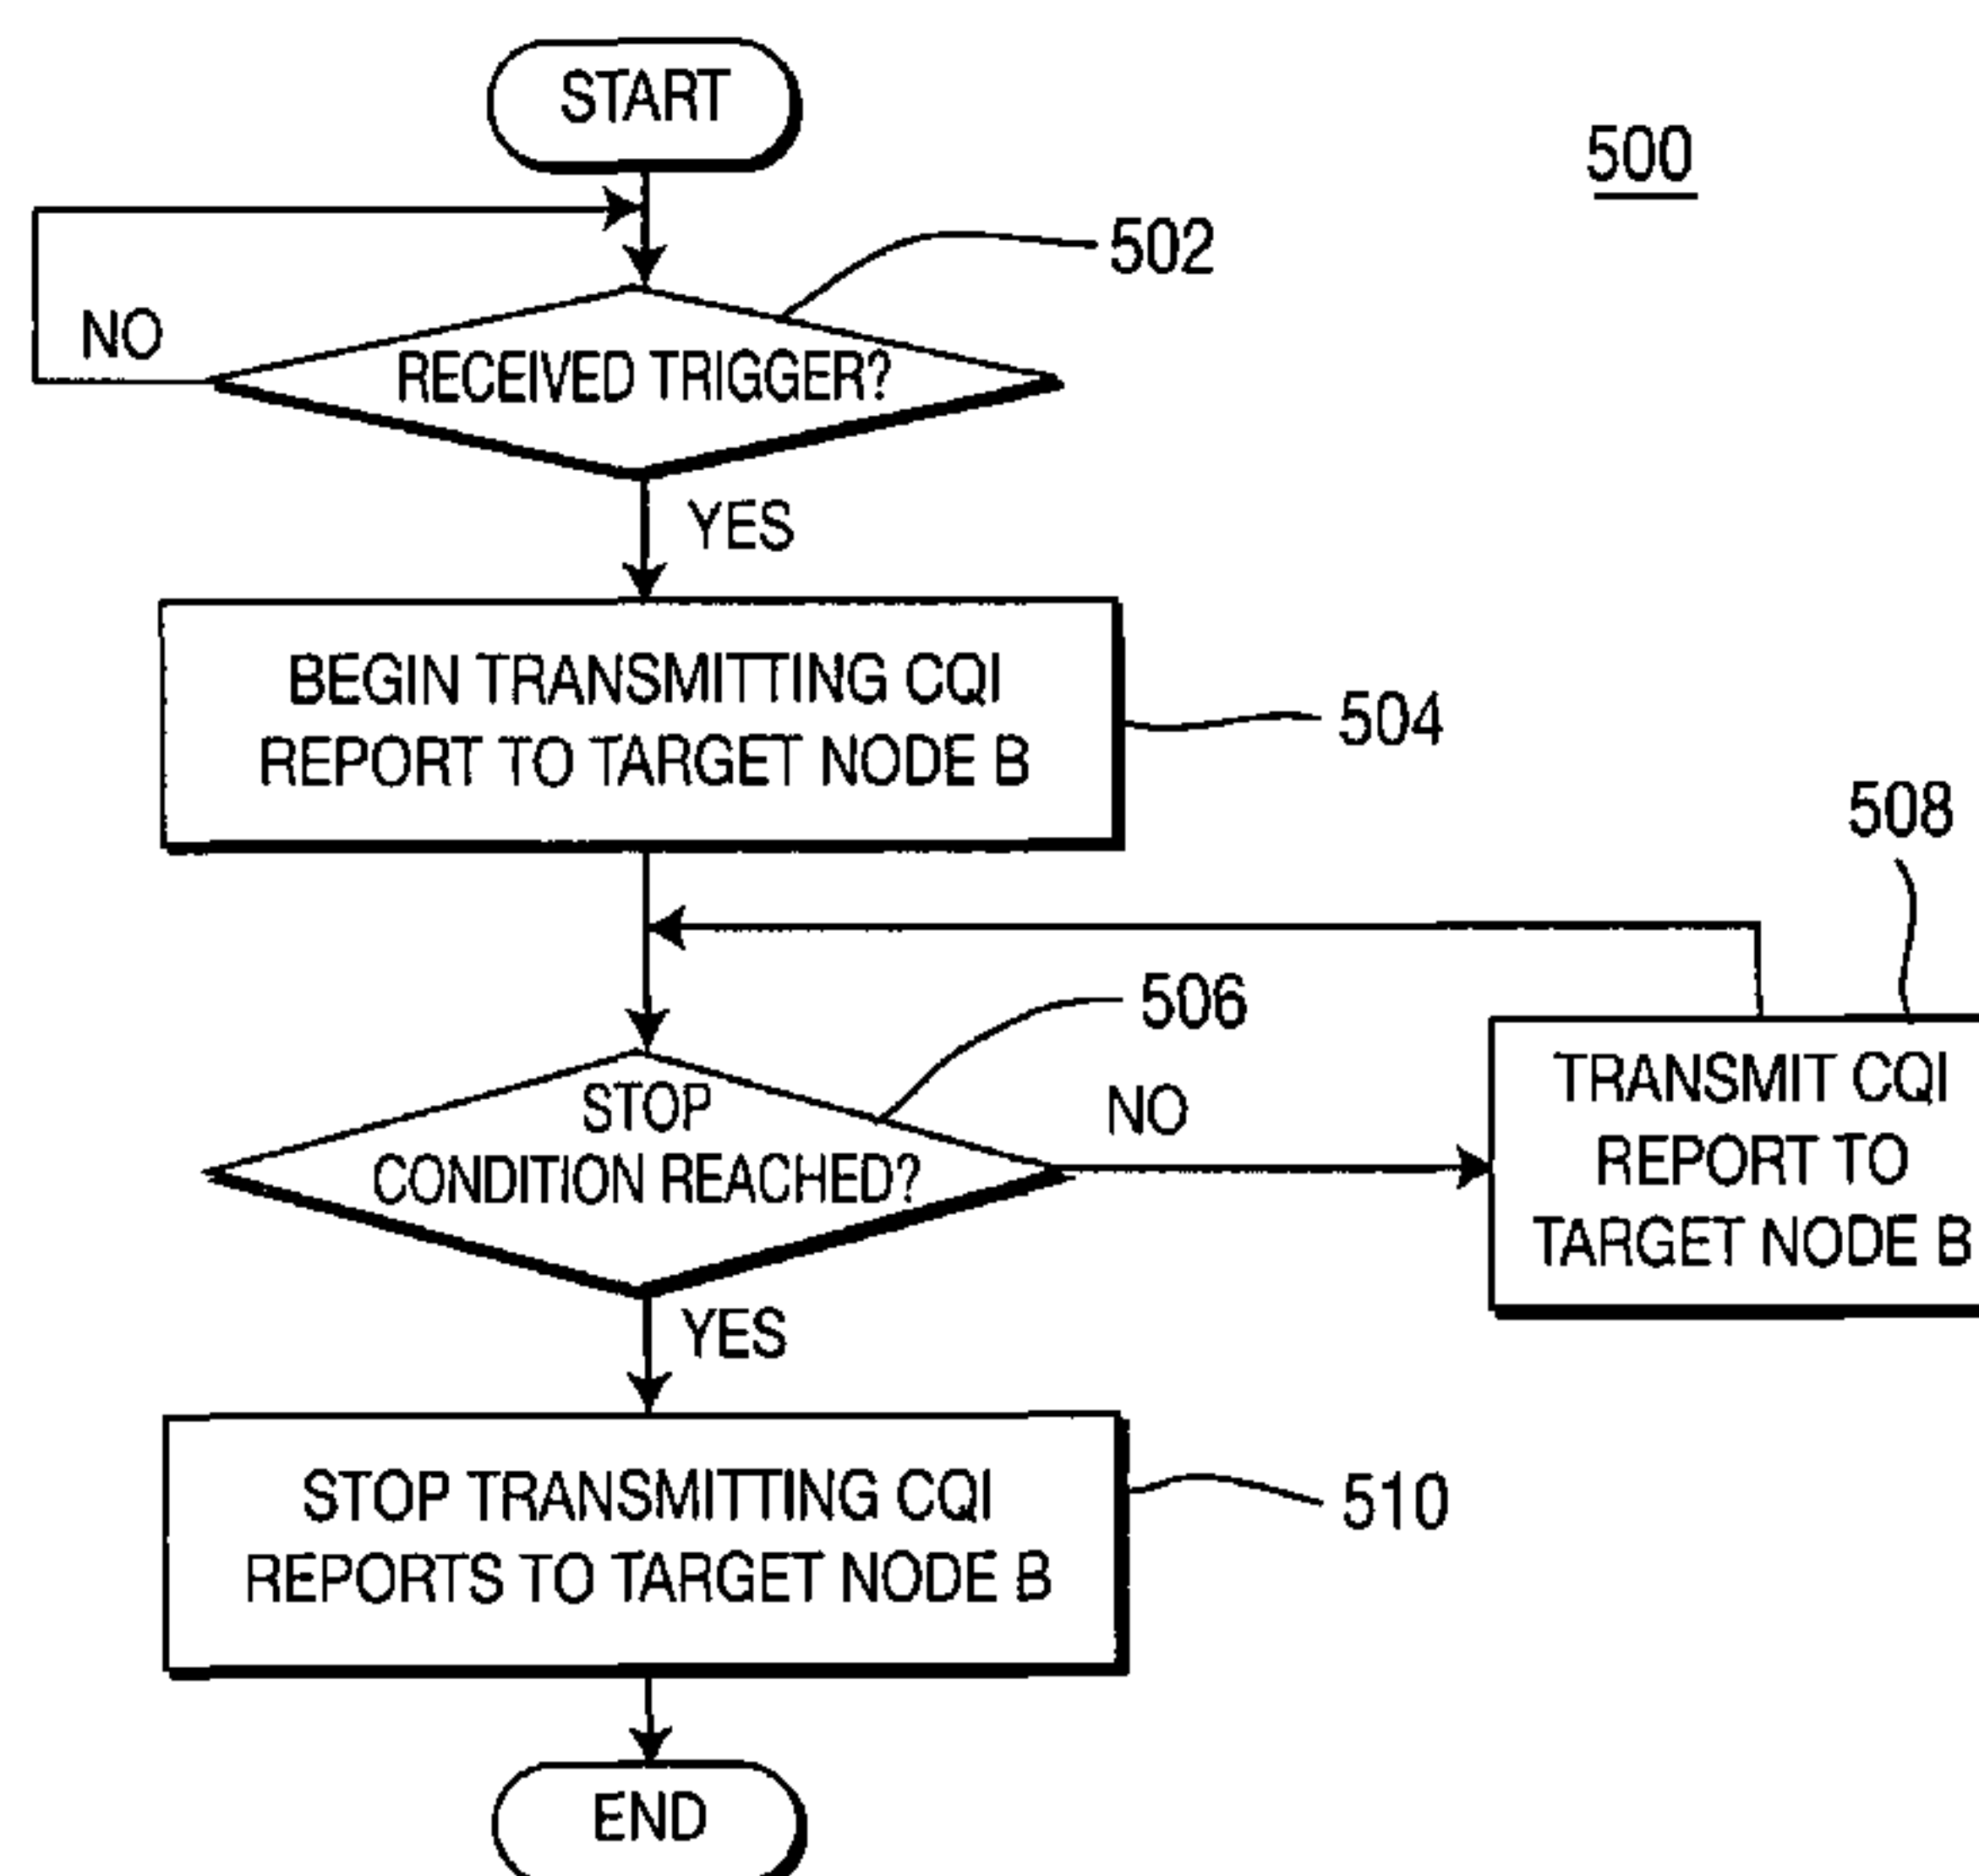 START
500
502
NO
RECEIVED TRIGGER?
YES
BEGIN TRANSMITTING CQI
REPORT TO TARGET NODE B
504
508
506
STOP
CONDITION REACHED?
NO
TRANSMIT CQI
REPORT TO
TARGET NODE B
YES
STOP TRANSMITTING CQI
REPORTS TO TARGET NODE B
510
END